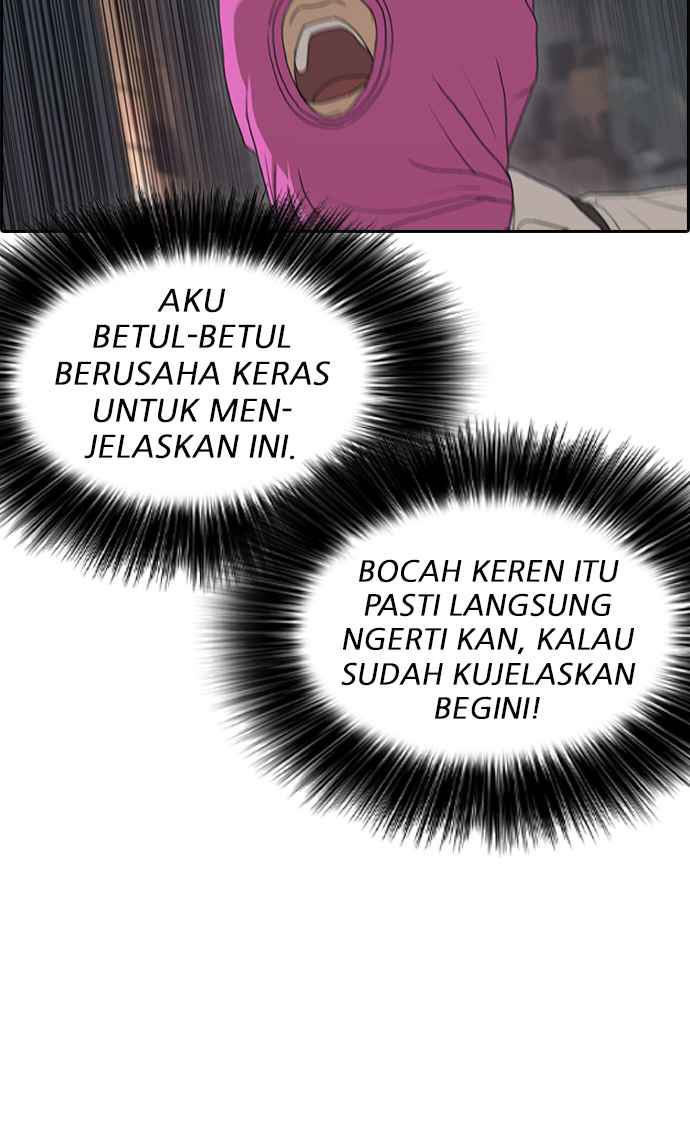 AKU
BETUL-BETUL
BERUSAHA KERAS
UNTUK MEN-
JELASKAN INI.
BOCAH KEREN ITU
PASTI LANGSUNG
NGERTI KAN, KALAU
SUDAH KUJELASKAN
BEGINI!